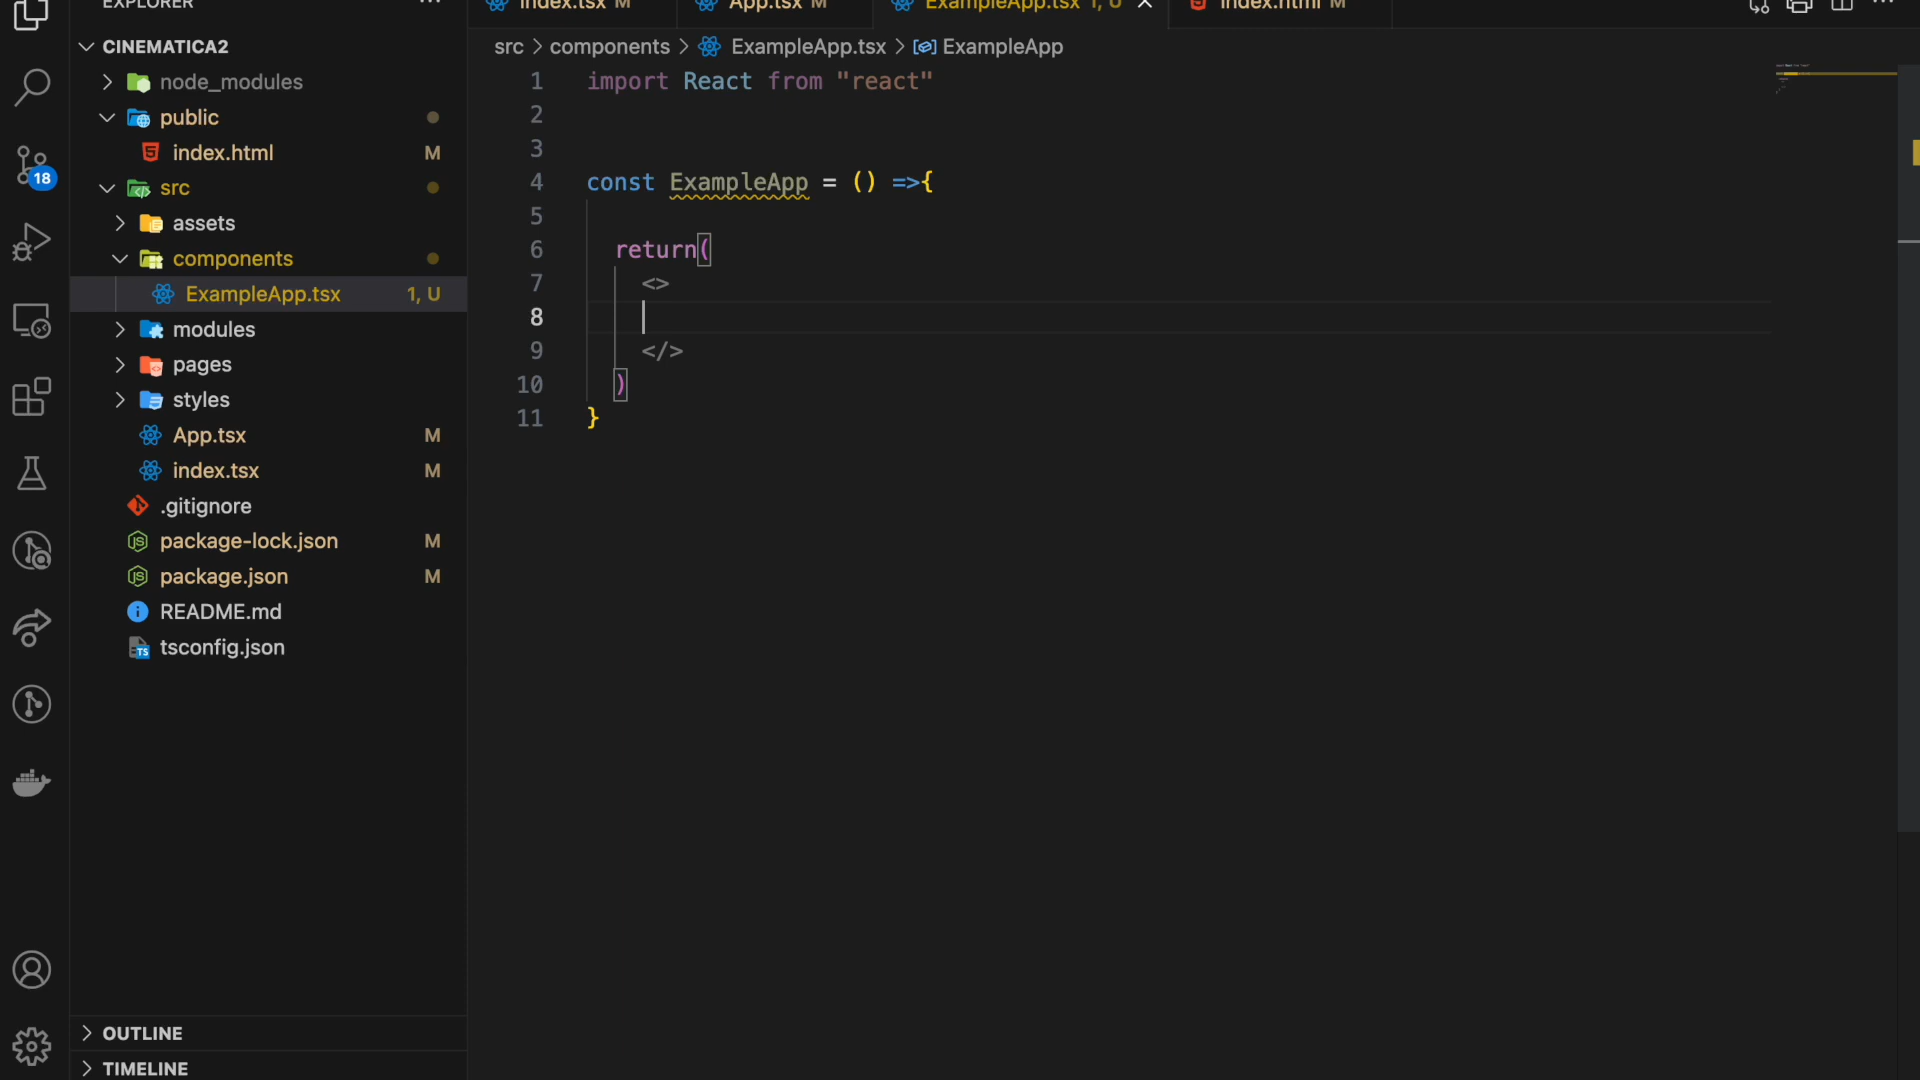 EXPLORER
CINEMATICA2
node_modules
public
index.html M
src
assets
components
ExampleApp.tsx 1, U
modules
pages
styles
App.tsx M
index.tsx M
.gitignore
package-lock.json M
package.json M
README.md
tsconfig.json
OUTLINE
TIMELINE
18
index.tsx M App.tsx M ExampleApp.tsx 1, U index.html M
src > components > ExampleApp.tsx > ExampleApp
1 import React from "react"
2
3
4 const ExampleApp = () =>{
5
6 return(
7 <>
8
9 </>
10 )
11 }